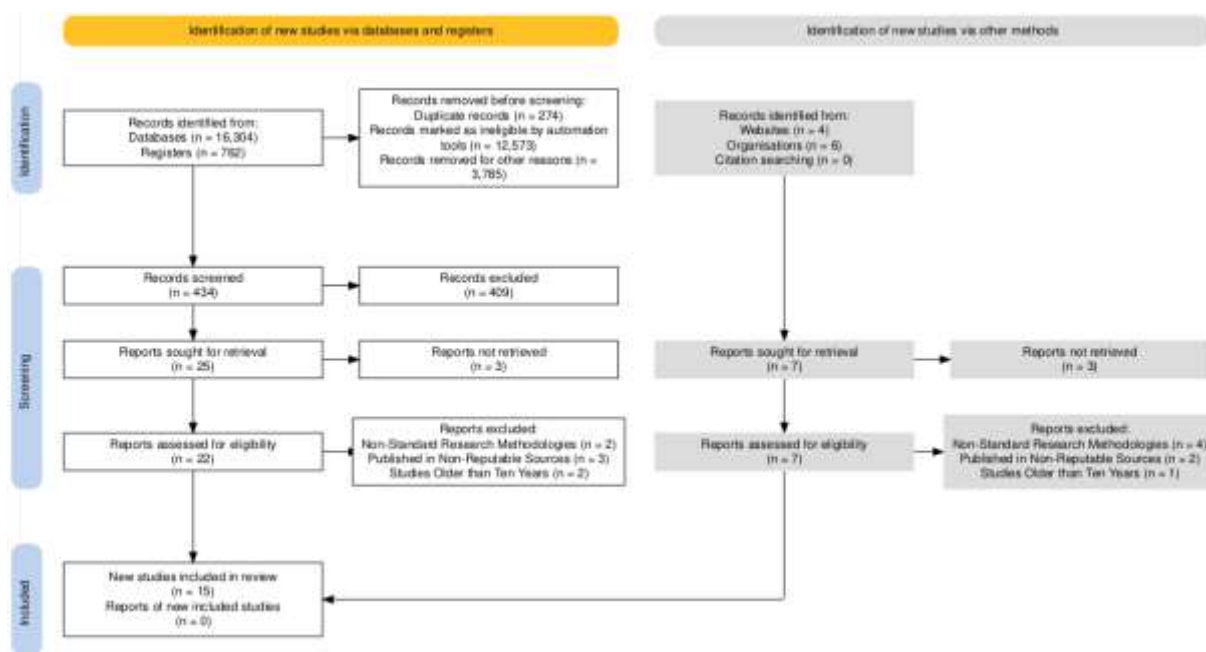 Identification of new studies via databases and registers
Identification of new studies via other methods
Identification
Records identified from:
Databases (n = 16,304)
Registers (n = 762)
Records removed before screening:
Duplicate records (n = 274)
Records marked as ineligible by automation
tools (n = 12,573)
Records removed for other reasons (n =
3,785)
Records identified from:
Websites (n = 4)
Organisations (n = 6)
Citation searching (n = 0)
Screening
Records screened
(n = 434)
Records excluded
(n = 409)
Reports sought for retrieval
(n = 25)
Reports not retrieved
(n = 3)
Reports sought for retrieval
(n = 7)
Reports not retrieved
(n = 3)
Reports assessed for eligibility
(n = 22)
Reports excluded:
Non-Standard Research Methodologies (n = 2)
Published in Non-Reputable Sources (n = 3)
Studies Older than Ten Years (n = 2)
Reports assessed for eligibility
(n = 7)
Reports excluded:
Non-Standard Research Methodologies (n = 4)
Published in Non-Reputable Sources (n = 2)
Studies Older than Ten Years (n = 1)
Included
New studies included in review
(n = 15)
Reports of new included studies
(n = 0)